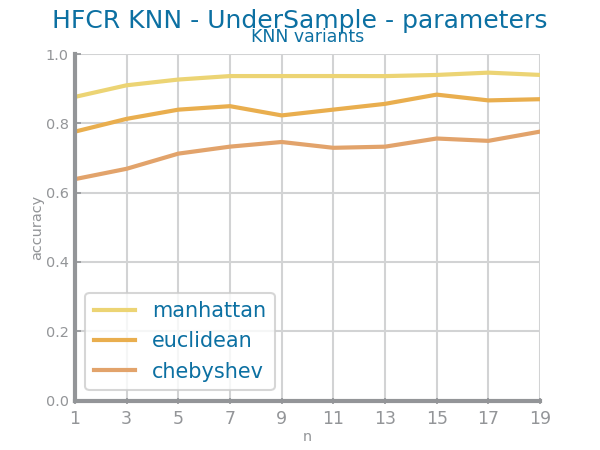 HFCR KNN - UnderSample - parameters
KNN variants
1.0
0.8
0.6
0.4
0.2
0.0
accuracy
manhattan
euclidean
chebyshev
1 3 5 7 9 11 13 15 17 19
n